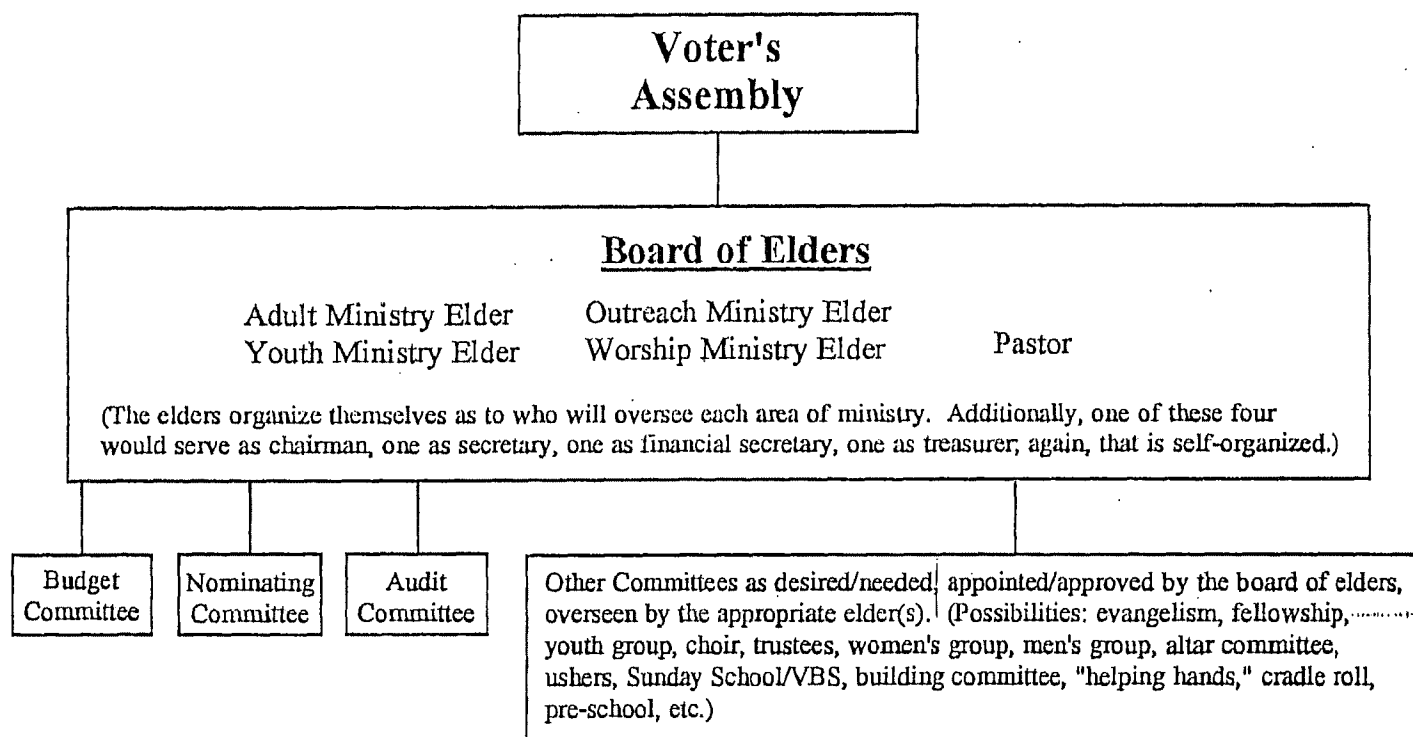 Voter's
Assembly
Board of Elders
Adult Ministry Elder
Outreach Ministry Elder
Youth Ministry Elder
Worship Ministry Elder
Pastor
(The elders organize themselves as to who will oversee each area of ministry. Additionally, one of these four
would serve as chairman, one as secretary, one as financial secretary, one as treasurer; again, that is self-organized.)
Budget
Committee
Nominating
Committee
Audit
Committee
Other Committees as desired/needed, appointed/approved by the board of elders,
overseen by the appropriate elder(s). (Possibilities: evangelism, fellowship,
youth group, choir, trustees, women's group, men's group, altar committee,
ushers, Sunday School/VBS, building committee, "helping hands," cradle roll,
pre-school, etc.)